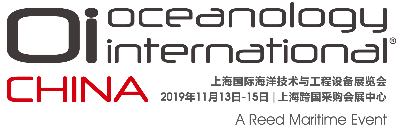 Oi oceanology
international®
CHINA
上海国际海洋技术与工程设备展览会
2019年11月13日-15日 | 上海跨国采购会展中心
A Reed Maritime Event